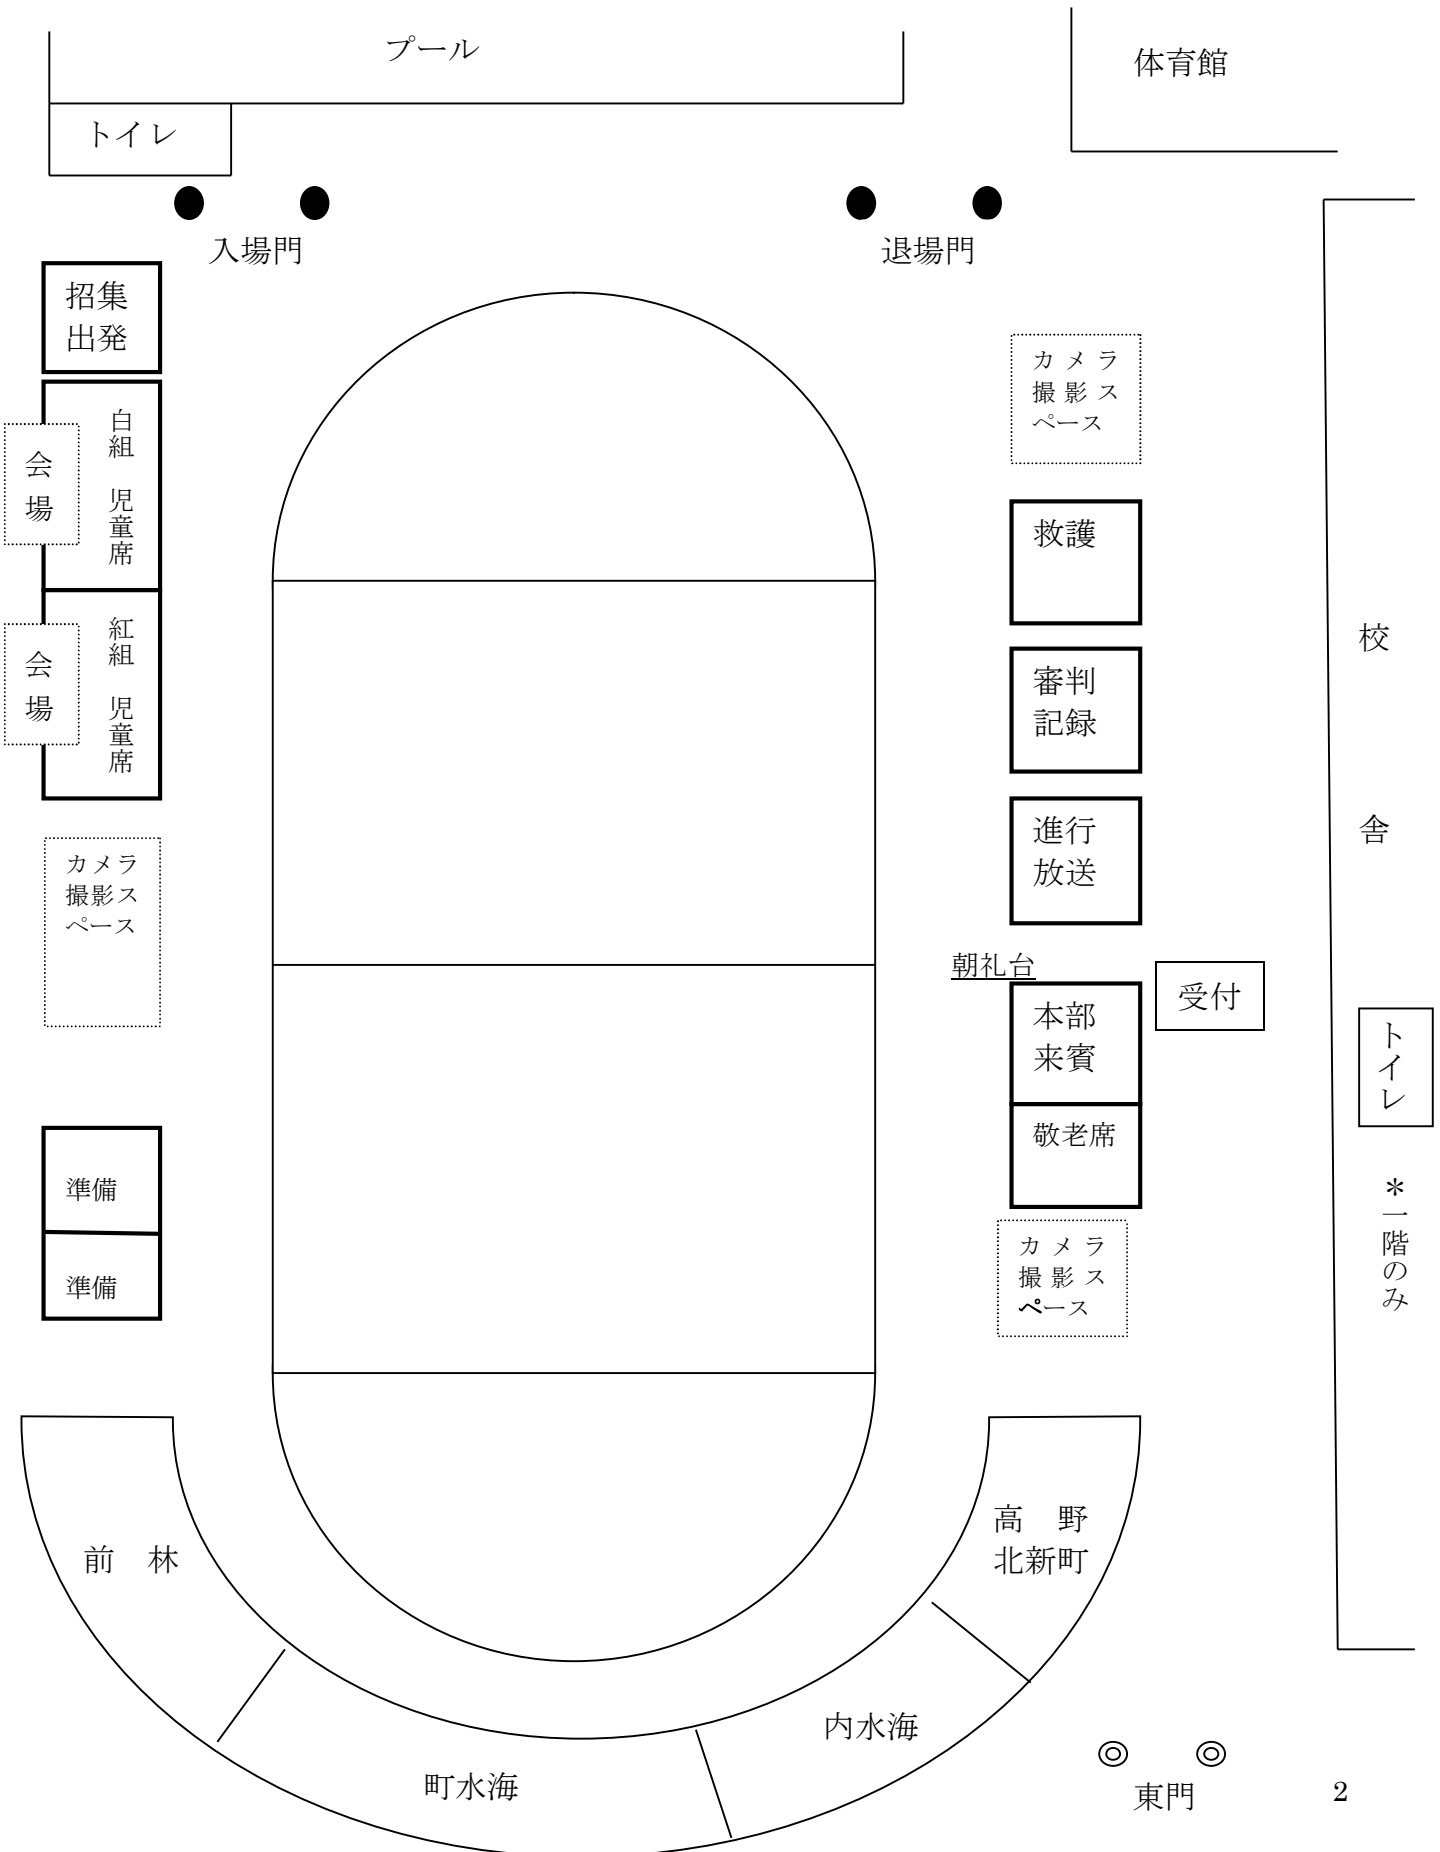 プール
体育館
トイレ
入場門
退場門
招集
出発
カメラ
撮影ス
ペース
白組　児童席
会
場
救護
紅組　児童席
会
場
校
舎
審判
記録
進行
放送
カメラ
撮影ス
ペース
朝礼台
受付
本部
来賓
トイレ
敬老席
準備
＊一階のみ
カメラ
撮影ス
ペース
準備
高　野
北新町
前　林
内水海
町水海
東門
2